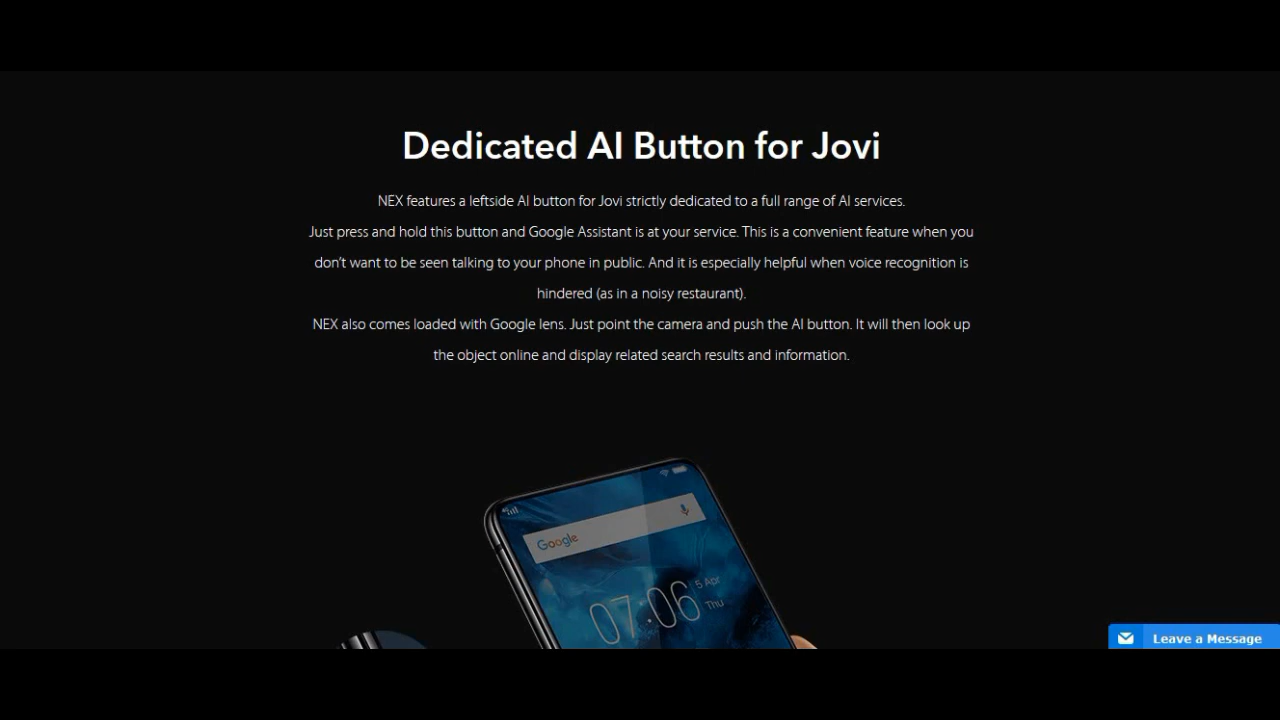 Dedicated AI Button for Jovi
NEX features a leftside AI button for Jovi strictly dedicated to a full range of AI services.
Just press and hold this button and Google Assistant is at your service. This is a convenient feature when you
don't want to be seen talking to your phone in public. And it is especially helpful when voice recognition is
hindered (as in a noisy restaurant).
NEX also comes loaded with Google lens. Just point the camera and push the AI button. It will then look up
the object online and display related search results and information.
Google
07:06
5 Apr
Thu
Leave a Message